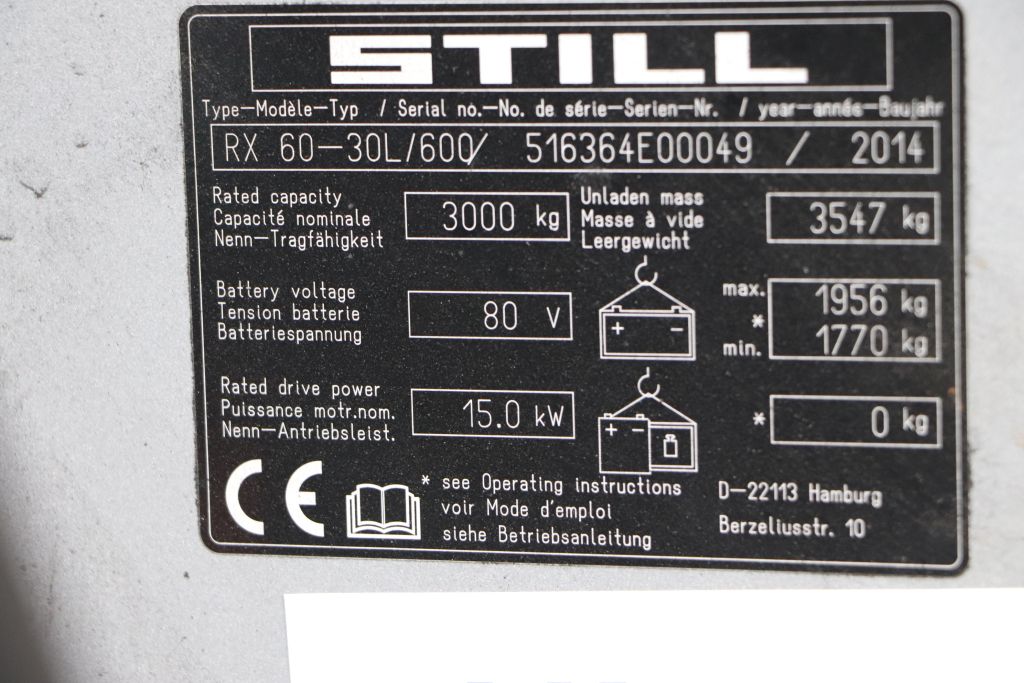 STILL
Type-Modèle-Typ / Serial no.-No. de série-Serien-Nr. / year-année-Baujahr
RX 60-30L/600/ 516364E00049 / 2014
Rated capacity
Capacité nominale
Nenn-Tragfähigkeit
3000 kg
Unladen mass
Masse à vide
Leergewicht
3547 kg
Battery voltage
Tension batterie
Batteriespannung
80 V
+ -
max.
*
min.
1956 kg
1770 kg
Rated drive power
Puissance motr.nom.
Nenn-Antriebsleist.
15.0 kW
+ -
* 0 kg
CE
* see Operating instructions
voir Mode d'emploi
siehe Betriebsanleitung
D-22113 Hamburg
Berzeliusstr. 10